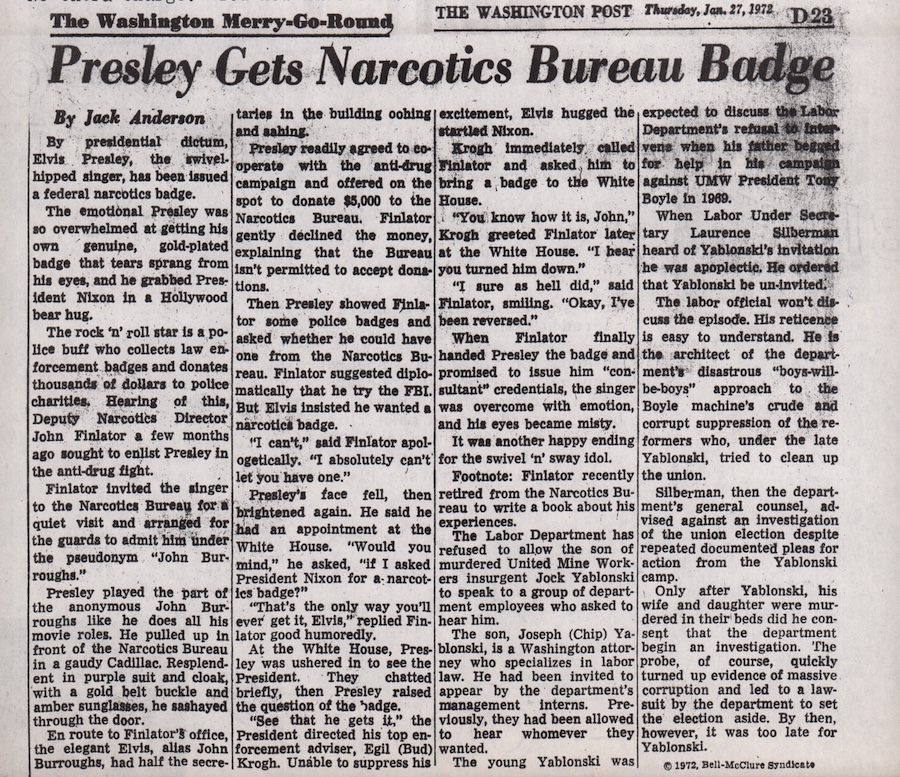 The Washington Merry-Go-Round
THE WASHINGTON POST Thursday, Jan. 27, 1972 D23
Presley Gets Narcotics Bureau Badge
By Jack Anderson
By presidential dictum,
Elvis Presley, the swivel-
hipped singer, has been issued
a federal narcotics badge.
The emotional Presley was
so overwhelmed at getting his
own genuine, gold-plated
badge that tears sprang from
his eyes, and he grabbed Pres-
ident Nixon in a Hollywood
bear hug.
The rock 'n' roll star is a po-
lice buff who collects law en-
forcement badges and donates
thousands of dollars to police
charities. Hearing of this,
Deputy Narcotics Director
John Finlator a few months
ago sought to enlist Presley in
the anti-drug fight.
Finlator invited the singer
to the Narcotics Bureau for a
quiet visit and arranged for
the guards to admit him under
the pseudonym "John Bur-
roughs."
Presley played the part of
the anonymous John Bur-
roughs like he does all his
movie roles. He pulled up in
front of the Narcotics Bureau
in a gaudy Cadillac. Resplend-
ent in purple suit and cloak,
with a gold belt buckle and
amber sunglasses, he sashayed
through the door.
En route to Finlator's office,
the elegant Elvis, alias John
Burroughs, had half the secre-
taries in the building oohing
and aahing.
Presley readily agreed to co-
operate with the anti-drug
campaign and offered on the
spot to donate $5,000 to the
Narcotics Bureau. Finlator
gently declined the money,
explaining that the Bureau
isn't permitted to accept dona-
tions.
Then Presley showed Finla-
tor some police badges and
asked whether he could have
one from the Narcotics Bu-
reau. Finlator suggested diplo-
matically that he try the FBI.
But Elvis insisted he wanted a
narcotics badge.
"I can't," said Finlator apol-
ogetically. "I absolutely can't
let you have one."
Presley's face fell, then
brightened again. He said he
had an appointment at the
White House. "Would you
mind," he asked, "if I asked
President Nixon for a narcot-
ics badge?"
"That's the only way you'll
ever get it, Elvis," replied Fin-
lator good humoredly.
At the White House, Pres-
ley was ushered in to see the
President. They chatted
briefly, then Presley raised
the question of the badge.
"See that he gets it," the
President directed his top en-
forcement adviser, Egil (Bud)
Krogh. Unable to suppress his
excitement, Elvis hugged the
startled Nixon.
Krogh immediately called
Finlator and asked him to
bring a badge to the White
House.
"You know how it is, John,"
Krogh greeted Finlator later
at the White House. "I hear
you turned him down."
"I sure as hell did," said
Finlator, smiling. "Okay, I've
been reversed."
When Finlator finally
handed Presley the badge and
promised to issue him "con-
sultant" credentials, the singer
was overcome with emotion,
and his eyes became misty.
It was another happy ending
for the swivel 'n' sway idol.
Footnote: Finlator recently
retired from the Narcotics Bu-
reau to write a book about his
experiences.
The Labor Department has
refused to allow the son of
murdered United Mine Work-
ers insurgent Jock Yablonski
to speak to a group of depart-
ment employees who asked to
hear him.
The son, Joseph (Chip) Ya-
blonski, is a Washington attor-
ney who specializes in labor
law. He had been invited to
appear by the department's
management interns. Pre-
viously, they had been allowed
to hear whomever they
wanted.
The young Yablonski was
expected to discuss the Labor
Department's refusal to inter-
vene when his father begged
for help in his campaign
against UMW President Tony
Boyle in 1969.
When Labor Under Secre-
tary Laurence Silberman
heard of Yablonski's invitation
he was apoplectic. He ordered
that Yablonski be un-invited.
The labor official won't dis-
cuss the episode. His reticence
is easy to understand. He is
the architect of the depart-
ment's disastrous "boys-will-
be-boys" approach to the
Boyle machine's crude and
corrupt suppression of the re-
formers who, under the late
Yablonski, tried to clean up
the union.
Silberman, then the depart-
ment's general counsel, ad-
vised against an investigation
of the union election despite
repeated documented pleas for
action from the Yablonski
camp.
Only after Yablonski, his
wife and daughter were mur-
dered in their beds did he con-
sent that the department
begin an investigation. The
probe, of course, quickly
turned up evidence of massive
corruption and led to a law-
suit by the department to set
the election aside. By then,
however, it was too late for
Yablonski.
© 1972, Bell-McClure Syndicate